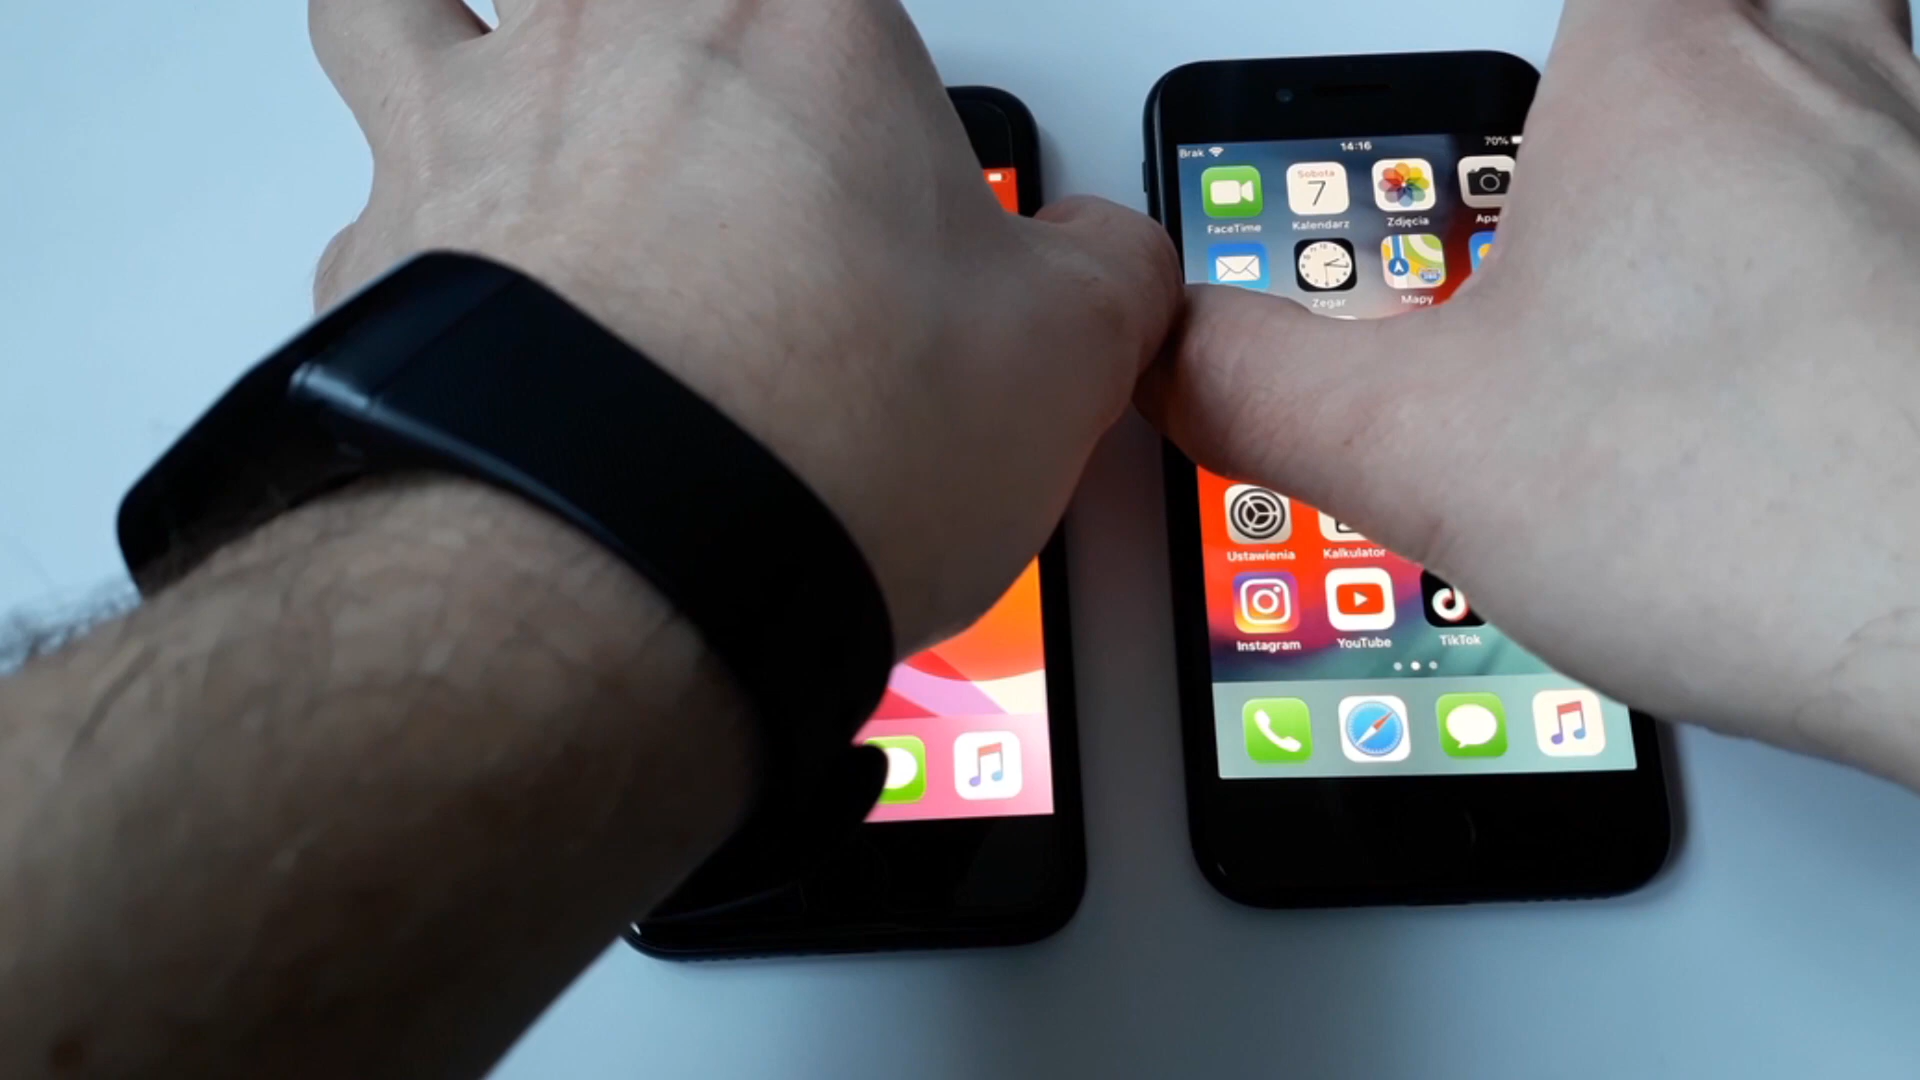 Brak 14:16 70%
Sobota
7
FaceTime Kalendarz Zdjęcia
Zegar Mapy
Ustawienia Kalkulator
Instagram YouTube TikTok